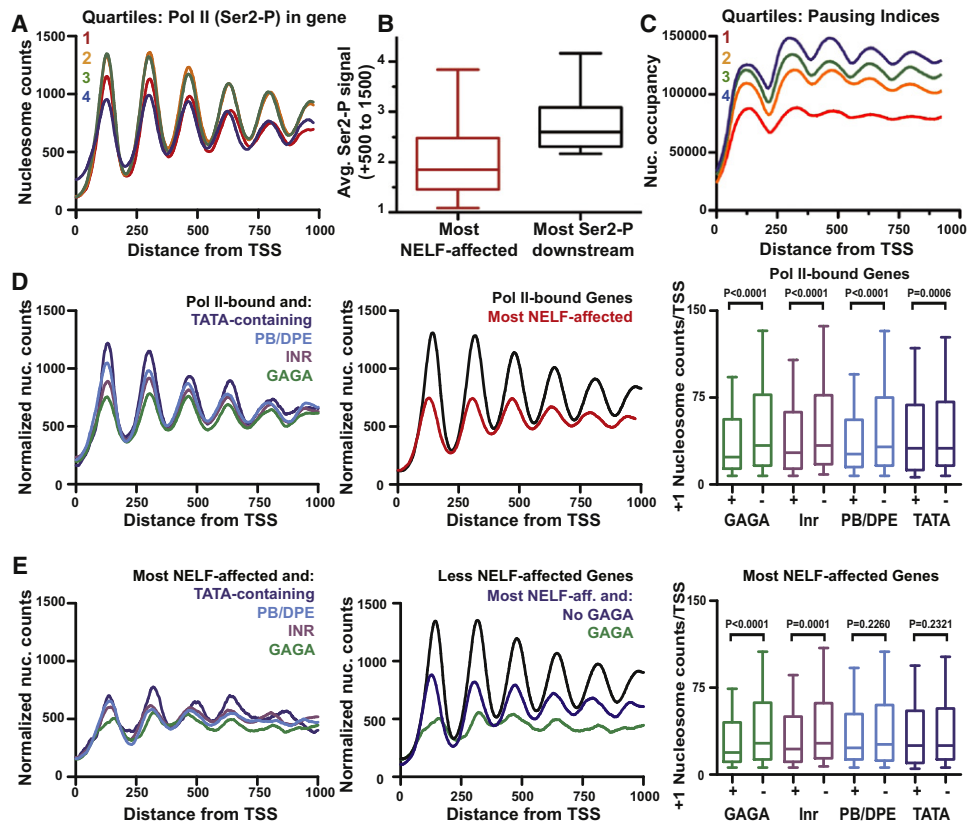 A
Quartiles: Pol II (Ser2-P) in gene
1
2
3
4
Nucleosome counts
1500
1000
500
0
0
250
500
750
1000
Distance from TSS
B
Avg. Ser2-P signal
(+500 to 1500)
4
3
2
1
Most
NELF-affected
Most Ser2-P
downstream
C
Quartiles: Pausing Indices
1
2
3
4
Nuc. occupancy
150000
100000
50000
0
0
250
500
750
1000
Distance from TSS
D
Pol II-bound and:
TATA-containing
PB/DPE
INR
GAGA
Normalized nuc. counts
1500
1000
500
0
0
250
500
750
1000
Distance from TSS
Pol II-bound Genes
Most NELF-affected
Normalized nuc. counts
1500
1000
500
0
0
250
500
750
1000
Distance from TSS
Pol II-bound Genes
P<0.0001
P<0.0001
P<0.0001
P=0.0006
+1 Nucleosome counts/TSS
150
75
0
+ - + - + - + -
GAGA Inr PB/DPE TATA
E
Most NELF-affected and:
TATA-containing
PB/DPE
INR
GAGA
Normalized nuc. counts
1500
1000
500
0
0
250
500
750
1000
Distance from TSS
Less NELF-affected Genes
Most NELF-aff. and:
No GAGA
GAGA
Normalized nuc. counts
1500
1000
500
0
0
250
500
750
1000
Distance from TSS
Most NELF-affected Genes
P<0.0001
P=0.0001
P=0.2260
P=0.2321
+1 Nucleosome counts/TSS
150
75
0
+ - + - + - + -
GAGA Inr PB/DPE TATA